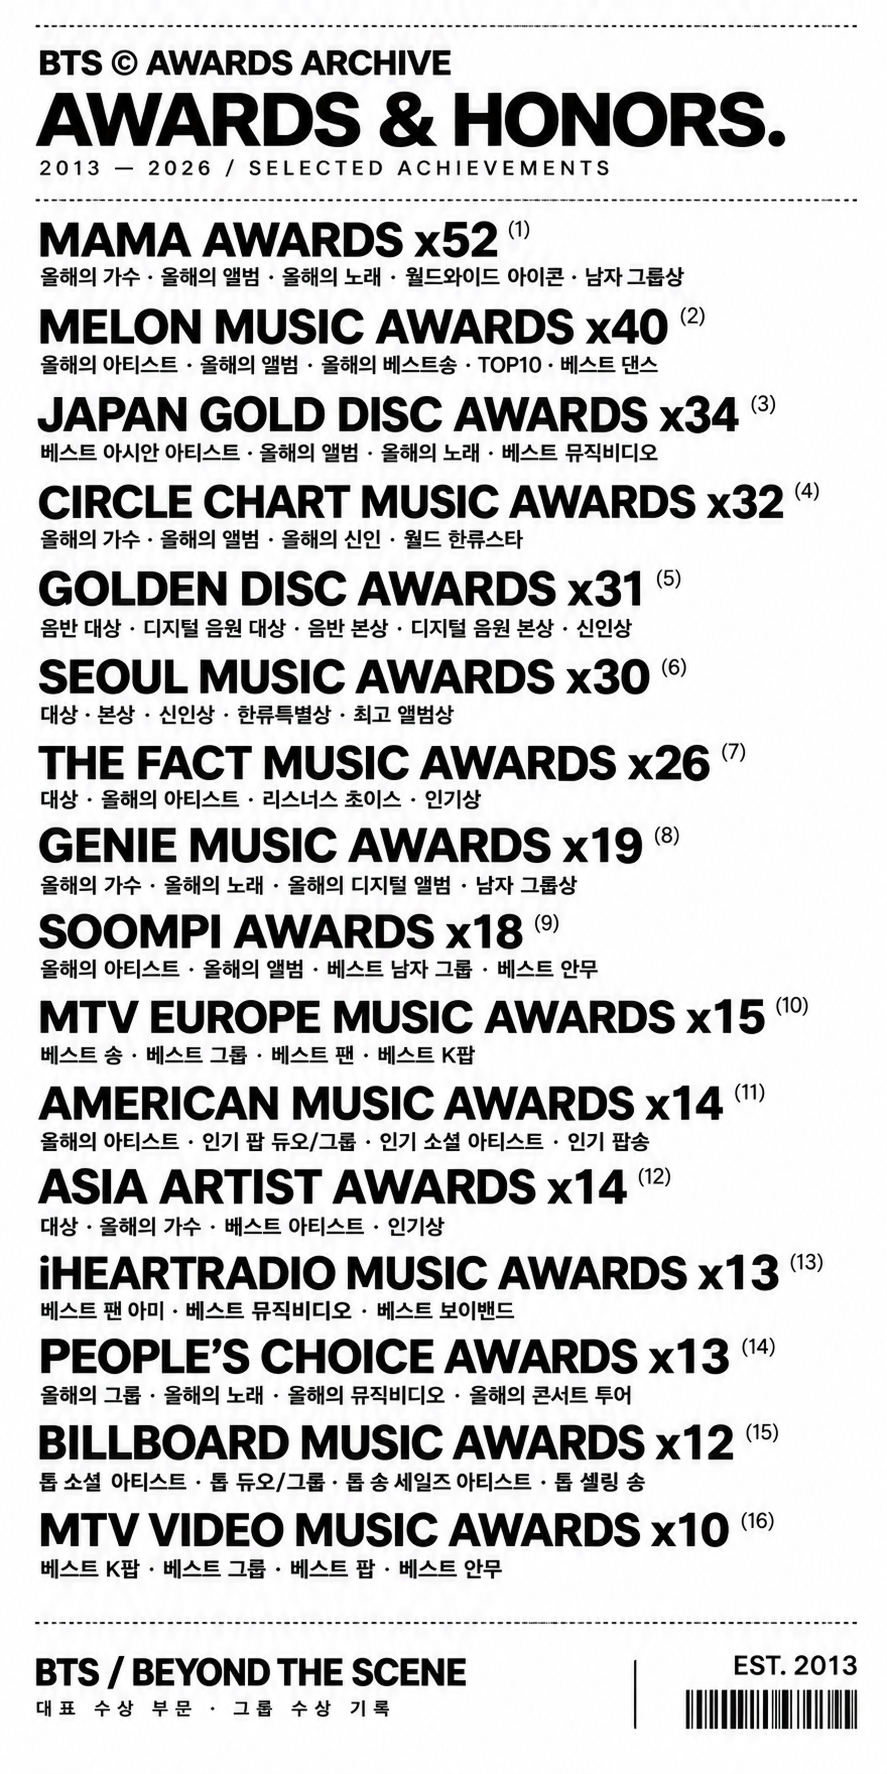 BTS © AWARDS ARCHIVE
AWARDS & HONORS.
2013 — 2026 / SELECTED ACHIEVEMENTS
MAMA AWARDS x52 (1)
올해의 가수 · 올해의 앨범 · 올해의 노래 · 월드와이드 아이콘 · 남자 그룹상
MELON MUSIC AWARDS x40 (2)
올해의 아티스트 · 올해의 앨범 · 올해의 베스트송 · TOP10 · 베스트 댄스
JAPAN GOLD DISC AWARDS x34 (3)
베스트 아시안 아티스트 · 올해의 앨범 · 올해의 노래 · 베스트 뮤직비디오
CIRCLE CHART MUSIC AWARDS x32 (4)
올해의 가수 · 올해의 앨범 · 올해의 신인 · 월드 한류스타
GOLDEN DISC AWARDS x31 (5)
음반 대상 · 디지털 음원 대상 · 음반 본상 · 디지털 음원 본상 · 신인상
SEOUL MUSIC AWARDS x30 (6)
대상 · 본상 · 신인상 · 한류특별상 · 최고 앨범상
THE FACT MUSIC AWARDS x26 (7)
대상 · 올해의 아티스트 · 리스너스 초이스 · 인기상
GENIE MUSIC AWARDS x19 (8)
올해의 가수 · 올해의 노래 · 올해의 디지털 앨범 · 남자 그룹상
SOOMPI AWARDS x18 (9)
올해의 아티스트 · 올해의 앨범 · 베스트 남자 그룹 · 베스트 안무
MTV EUROPE MUSIC AWARDS x15 (10)
베스트 송 · 베스트 그룹 · 베스트 팬 · 베스트 K팝
AMERICAN MUSIC AWARDS x14 (11)
올해의 아티스트 · 인기 팝 듀오/그룹 · 인기 소셜 아티스트 · 인기 팝송
ASIA ARTIST AWARDS x14 (12)
대상 · 올해의 가수 · 베스트 아티스트 · 인기상
iHEARTRADIO MUSIC AWARDS x13 (13)
베스트 팬 아미 · 베스트 뮤직비디오 · 베스트 보이밴드
PEOPLE’S CHOICE AWARDS x13 (14)
올해의 그룹 · 올해의 노래 · 올해의 뮤직비디오 · 올해의 콘서트 투어
BILLBOARD MUSIC AWARDS x12 (15)
톱 소셜 아티스트 · 톱 듀오/그룹 · 톱 송 세일즈 아티스트 · 톱 셀링 송
MTV VIDEO MUSIC AWARDS x10 (16)
베스트 K팝 · 베스트 그룹 · 베스트 팝 · 베스트 안무
BTS / BEYOND THE SCENE
대표 수상 부문 · 그룹 수상 기록
EST. 2013